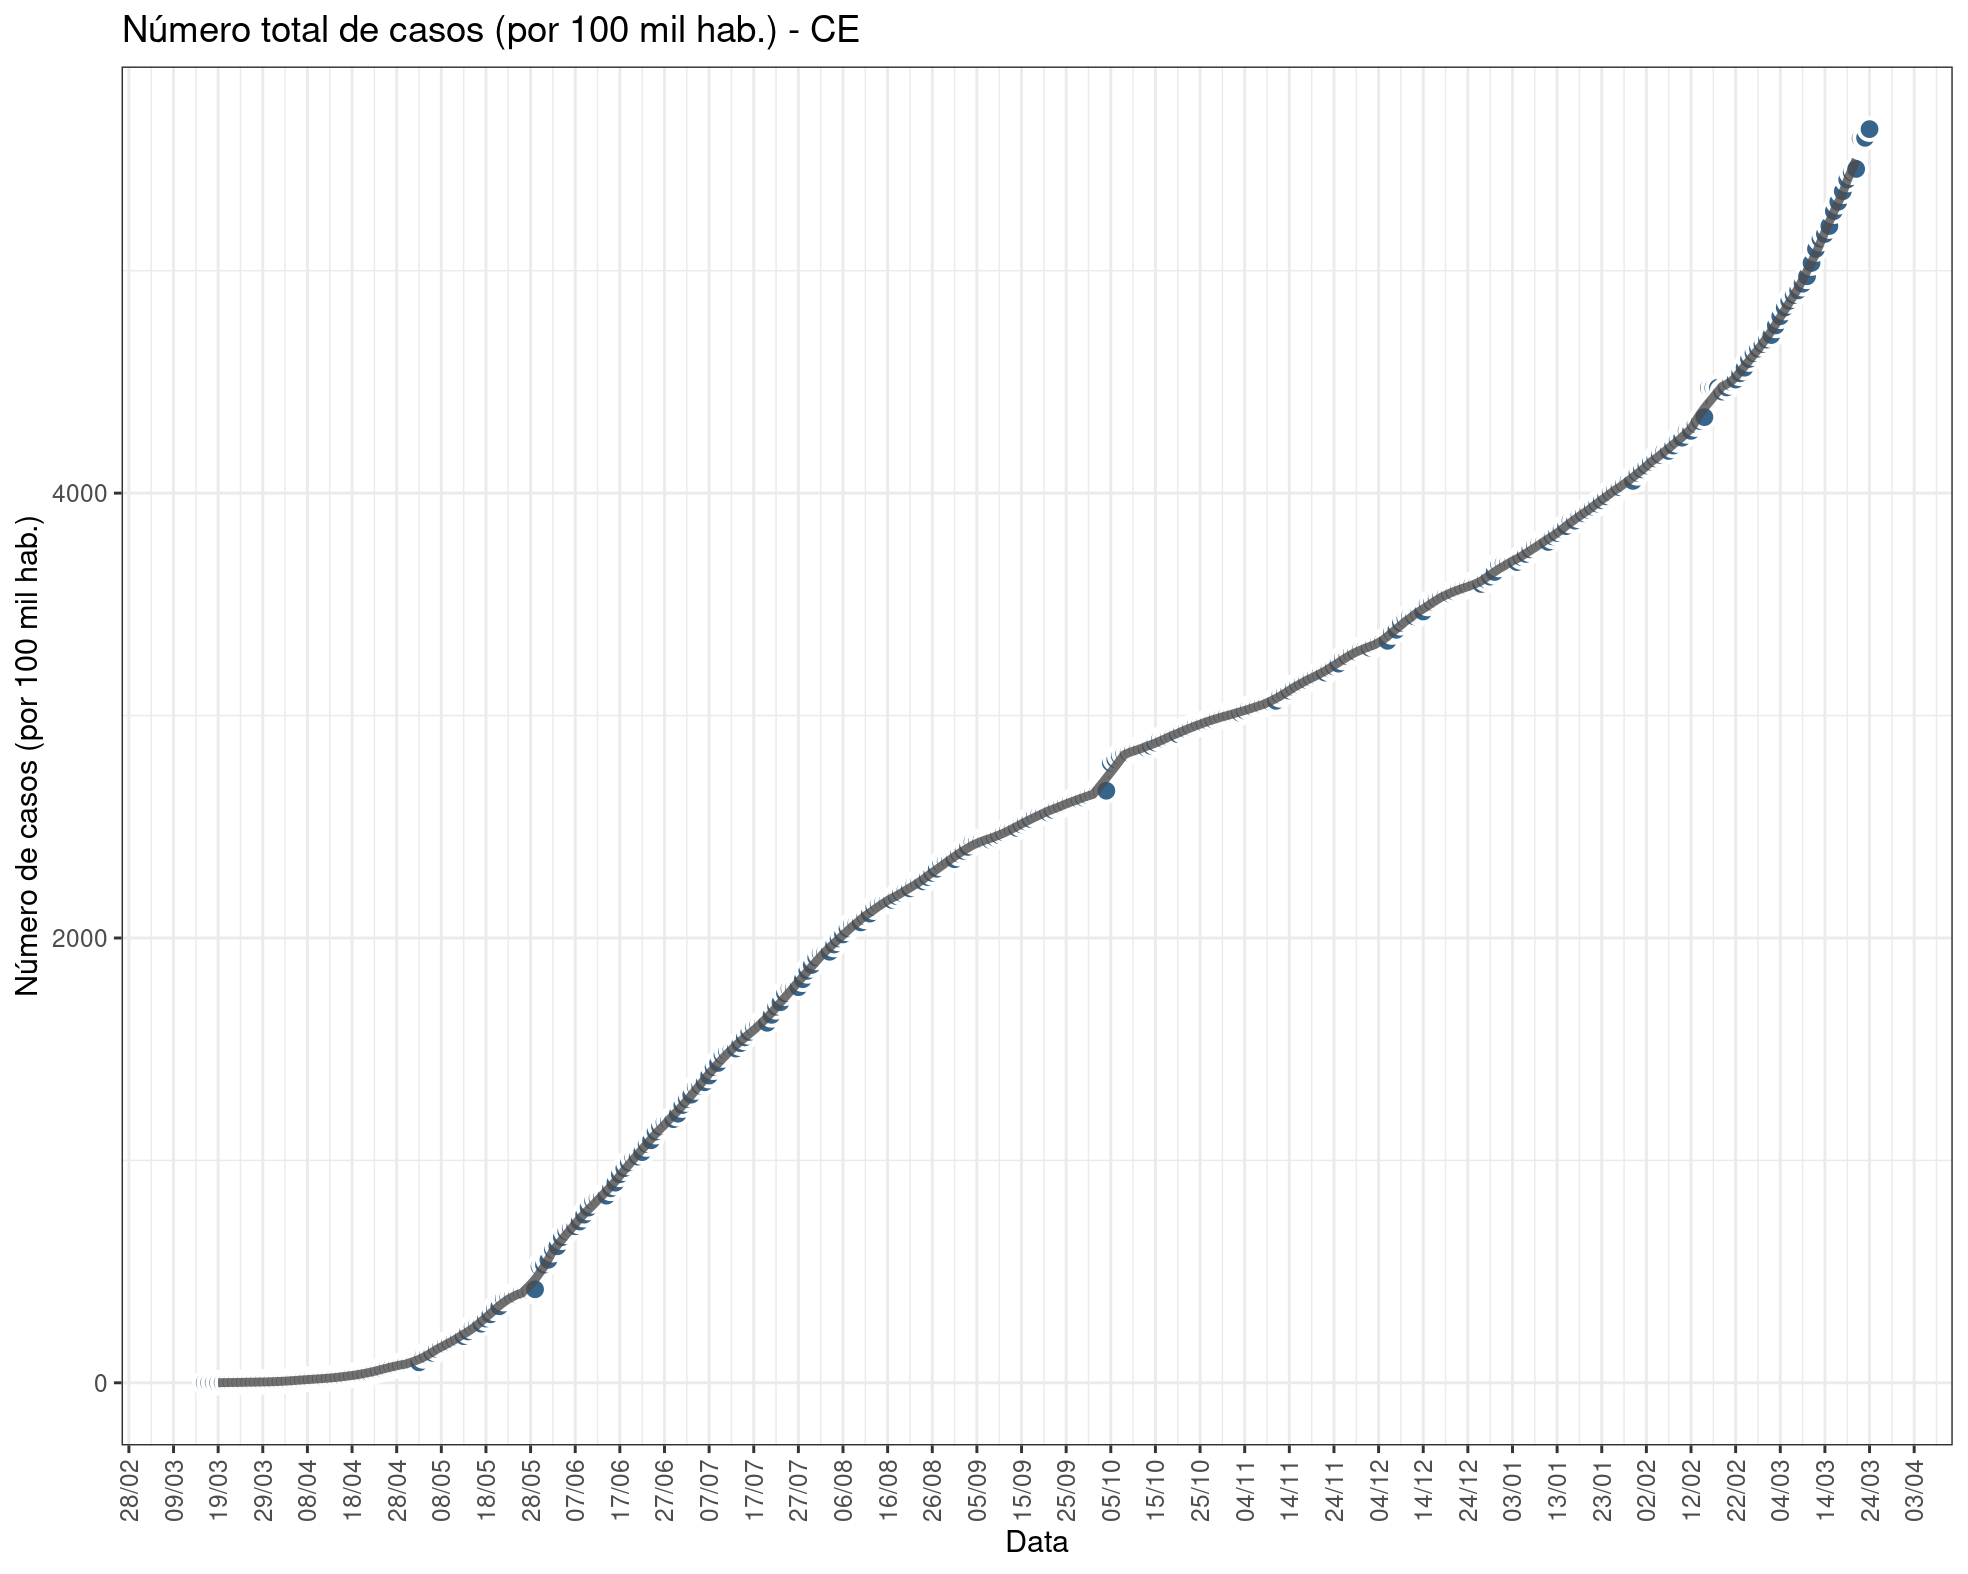 Número total de casos (por 100 mil hab.) - CE
Número de casos (por 100 mil hab.)
4000
2000
0
28/02 09/03 19/03 29/03 08/04 18/04 28/04 08/05 18/05 28/05 07/06 17/06 27/06 07/07 17/07 27/07 06/08 16/08 26/08 05/09 15/09 25/09 05/10 15/10 25/10 04/11 14/11 24/11 04/12 14/12 24/12 03/01 13/01 23/01 02/02 12/02 22/02 04/03 14/03 24/03 03/04
Data